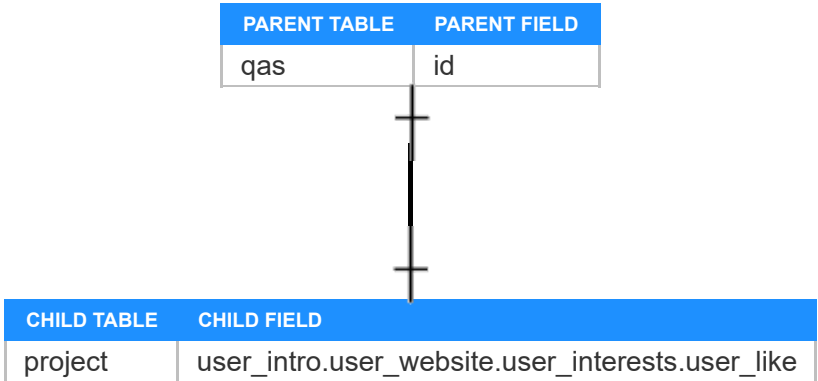 PARENT TABLE PARENT FIELD
qas id
CHILD TABLE CHILD FIELD
project user_intro.user_website.user_interests.user_like